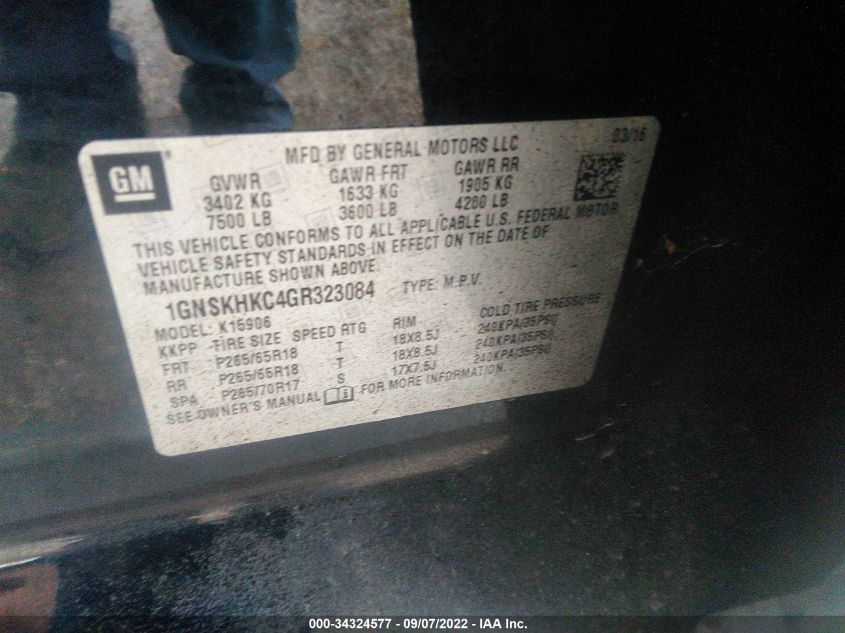 MFD BY GENERAL MOTORS LLC 03/16
GM
GVWR GAWR FRT GAWR RR
3402 KG 1633 KG 1905 KG
7500 LB 3600 LB 4200 LB
THIS VEHICLE CONFORMS TO ALL APPLICABLE U.S. FEDERAL MOTOR
VEHICLE SAFETY STANDARDS IN EFFECT ON THE DATE OF
MANUFACTURE SHOWN ABOVE.
1GNSKHKC4GR323084 TYPE: M.P.V.
MODEL: K15906
KKPP TIRE SIZE SPEED RTG RIM COLD TIRE PRESSURE
FRT P265/65R18 T 18X8.5J 240KPA(35PSI)
RR P265/65R18 T 18X8.5J 240KPA(35PSI)
SPA P265/70R17 S 17X7.5J 240KPA(35PSI)
SEE OWNER'S MANUAL FOR MORE INFORMATION.
000-34324577 - 09/07/2022 - IAA Inc.